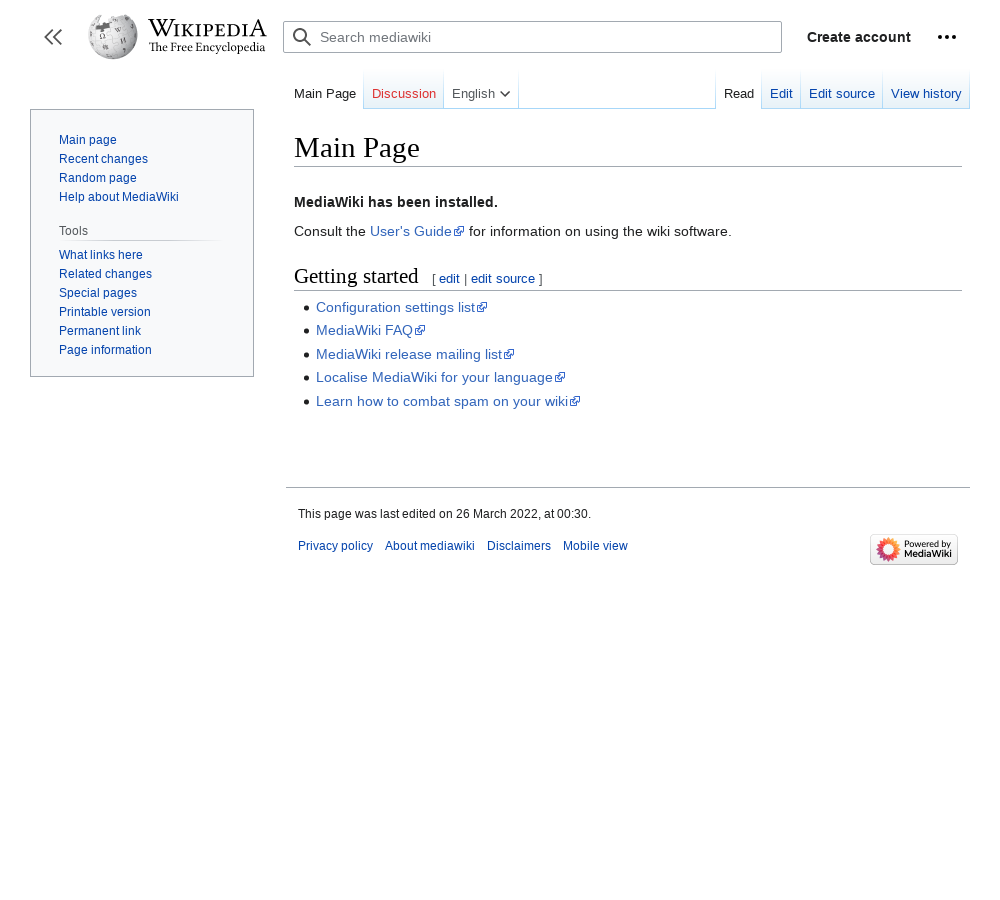 WIKIPEDIA
The Free Encyclopedia
Search mediawiki
Create account
Main Page
Discussion
English
Read
Edit
Edit source
View history
Main page
Recent changes
Random page
Help about MediaWiki
Tools
What links here
Related changes
Special pages
Printable version
Permanent link
Page information
Main Page
MediaWiki has been installed.
Consult the User's Guide for information on using the wiki software.
Getting started [ edit | edit source ]
Configuration settings list
MediaWiki FAQ
MediaWiki release mailing list
Localise MediaWiki for your language
Learn how to combat spam on your wiki
This page was last edited on 26 March 2022, at 00:30.
Privacy policy
About mediawiki
Disclaimers
Mobile view
Powered by
MediaWiki